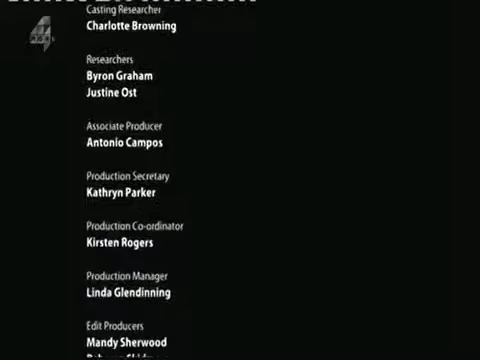 4
Casting Researcher
Charlotte Browning
Researchers
Byron Graham
Justine Ost
Associate Producer
Antonio Campos
Production Secretary
Kathryn Parker
Production Co-ordinator
Kirsten Rogers
Production Manager
Linda Glendinning
Edit Producers
Mandy Sherwood